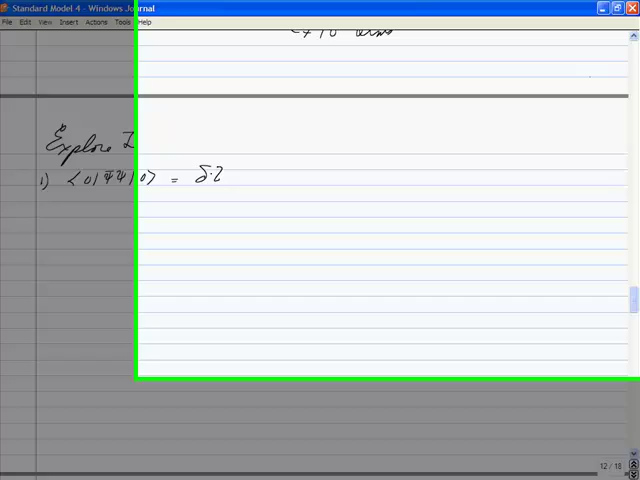 Standard Model 4 - Windows Journal
File Edit View Insert Actions Tools Help
Explore I
1) <0|ψ̄ψ|0> = δ·2
12 / 18